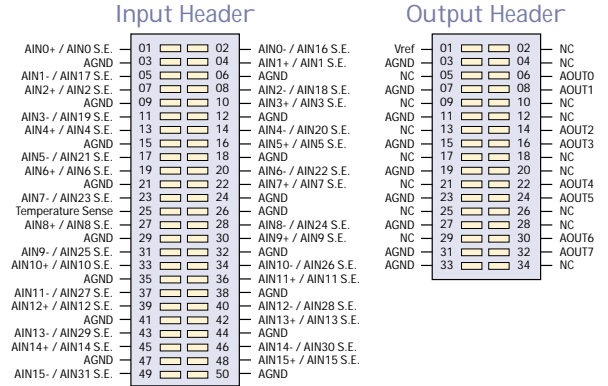 Input Header
AIN0+ / AIN0 S.E. 01 02 AIN0- / AIN16 S.E.
AGND 03 04 AIN1+ / AIN1 S.E.
AIN1- / AIN17 S.E. 05 06 AGND
AIN2+ / AIN2 S.E. 07 08 AIN2- / AIN18 S.E.
AGND 09 10 AIN3+ / AIN3 S.E.
AIN3- / AIN19 S.E. 11 12 AGND
AIN4+ / AIN4 S.E. 13 14 AIN4- / AIN20 S.E.
AGND 15 16 AIN5+ / AIN5 S.E.
AIN5- / AIN21 S.E. 17 18 AGND
AIN6+ / AIN6 S.E. 19 20 AIN6- / AIN22 S.E.
AGND 21 22 AIN7+ / AIN7 S.E.
AIN7- / AIN23 S.E. 23 24 AGND
Temperature Sense 25 26 AGND
AIN8+ / AIN8 S.E. 27 28 AIN8- / AIN24 S.E.
AGND 29 30 AIN9+ / AIN9 S.E.
AIN9- / AIN25 S.E. 31 32 AGND
AIN10+ / AIN10 S.E. 33 34 AIN10- / AIN26 S.E.
AGND 35 36 AIN11+ / AIN11 S.E.
AIN11- / AIN27 S.E. 37 38 AGND
AIN12+ / AIN12 S.E. 39 40 AIN12- / AIN28 S.E.
AGND 41 42 AIN13+ / AIN13 S.E.
AIN13- / AIN29 S.E. 43 44 AGND
AIN14+ / AIN14 S.E. 45 46 AIN14- / AIN30 S.E.
AGND 47 48 AIN15+ / AIN15 S.E.
AIN15- / AIN31 S.E. 49 50 AGND
Output Header
Vref 01 02 NC
AGND 03 04 NC
NC 05 06 AOUT0
AGND 07 08 AOUT1
NC 09 10 NC
AGND 11 12 NC
NC 13 14 AOUT2
AGND 15 16 AOUT3
NC 17 18 NC
AGND 19 20 NC
NC 21 22 AOUT4
AGND 23 24 AOUT5
NC 25 26 NC
AGND 27 28 NC
NC 29 30 AOUT6
AGND 31 32 AOUT7
AGND 33 34 NC